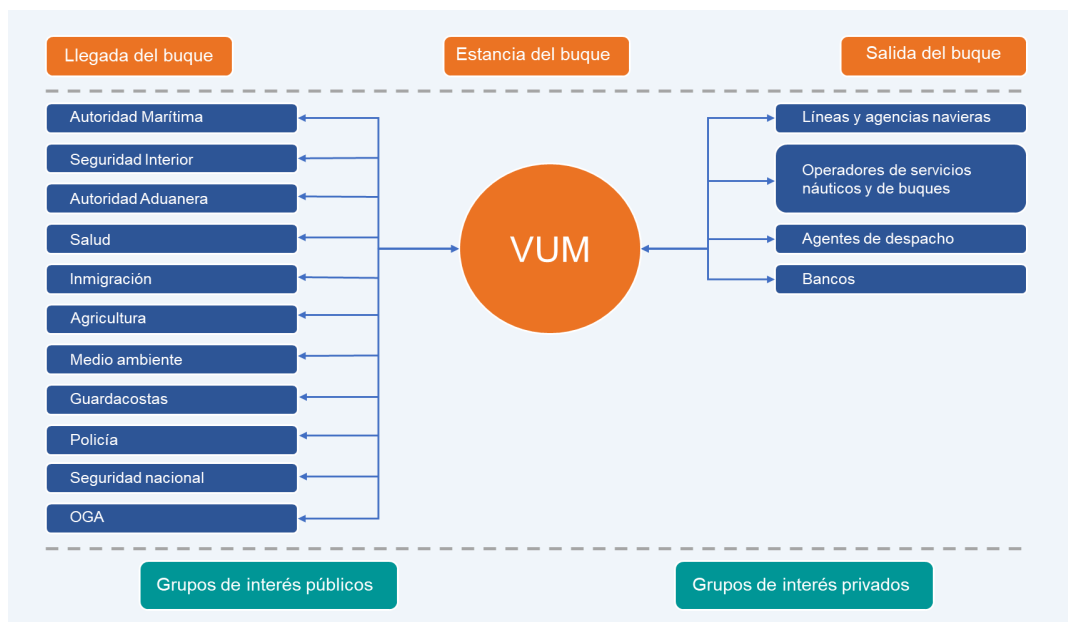 Llegada del buque
Estancia del buque
Salida del buque
Autoridad Marítima
Seguridad Interior
Autoridad Aduanera
Salud
Inmigración
Agricultura
Medio ambiente
Guardacostas
Policía
Seguridad nacional
OGA
VUM
Líneas y agencias navieras
Operadores de servicios
náuticos y de buques
Agentes de despacho
Bancos
Grupos de interés públicos
Grupos de interés privados